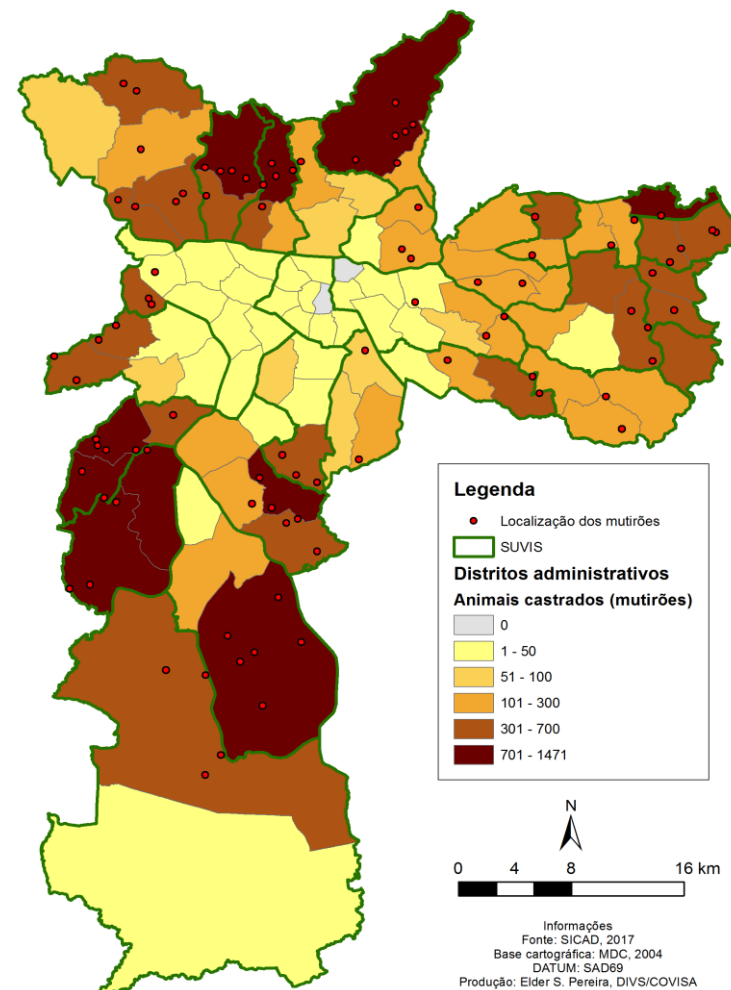 Legenda
Localização dos mutirões
SUVIS
Distritos administrativos
Animais castrados (mutirões)
0
1 - 50
51 - 100
101 - 300
301 - 700
701 - 1471
N
0 4 8 16 km
Informações
Fonte: SICAD, 2017
Base cartográfica: MDC, 2004
DATUM: SAD69
Produção: Elder S. Pereira, DIVS/COVISA